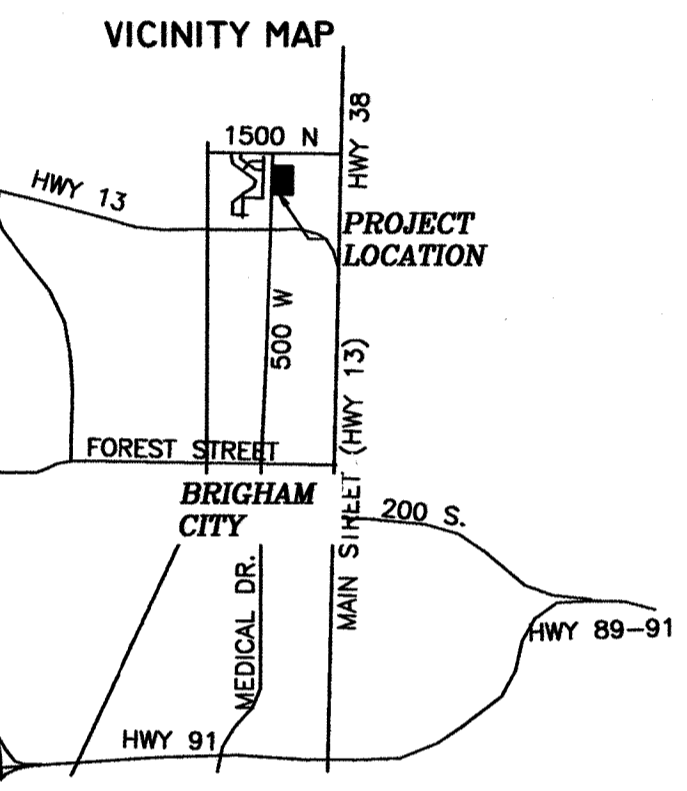 VICINITY MAP
HWY 38
1500 N
HWY 13
PROJECT
LOCATION
500 W
MAIN STREET (HWY 13)
FOREST STREET
BRIGHAM
CITY
200 S.
MEDICAL DR.
HWY 89-91
HWY 91